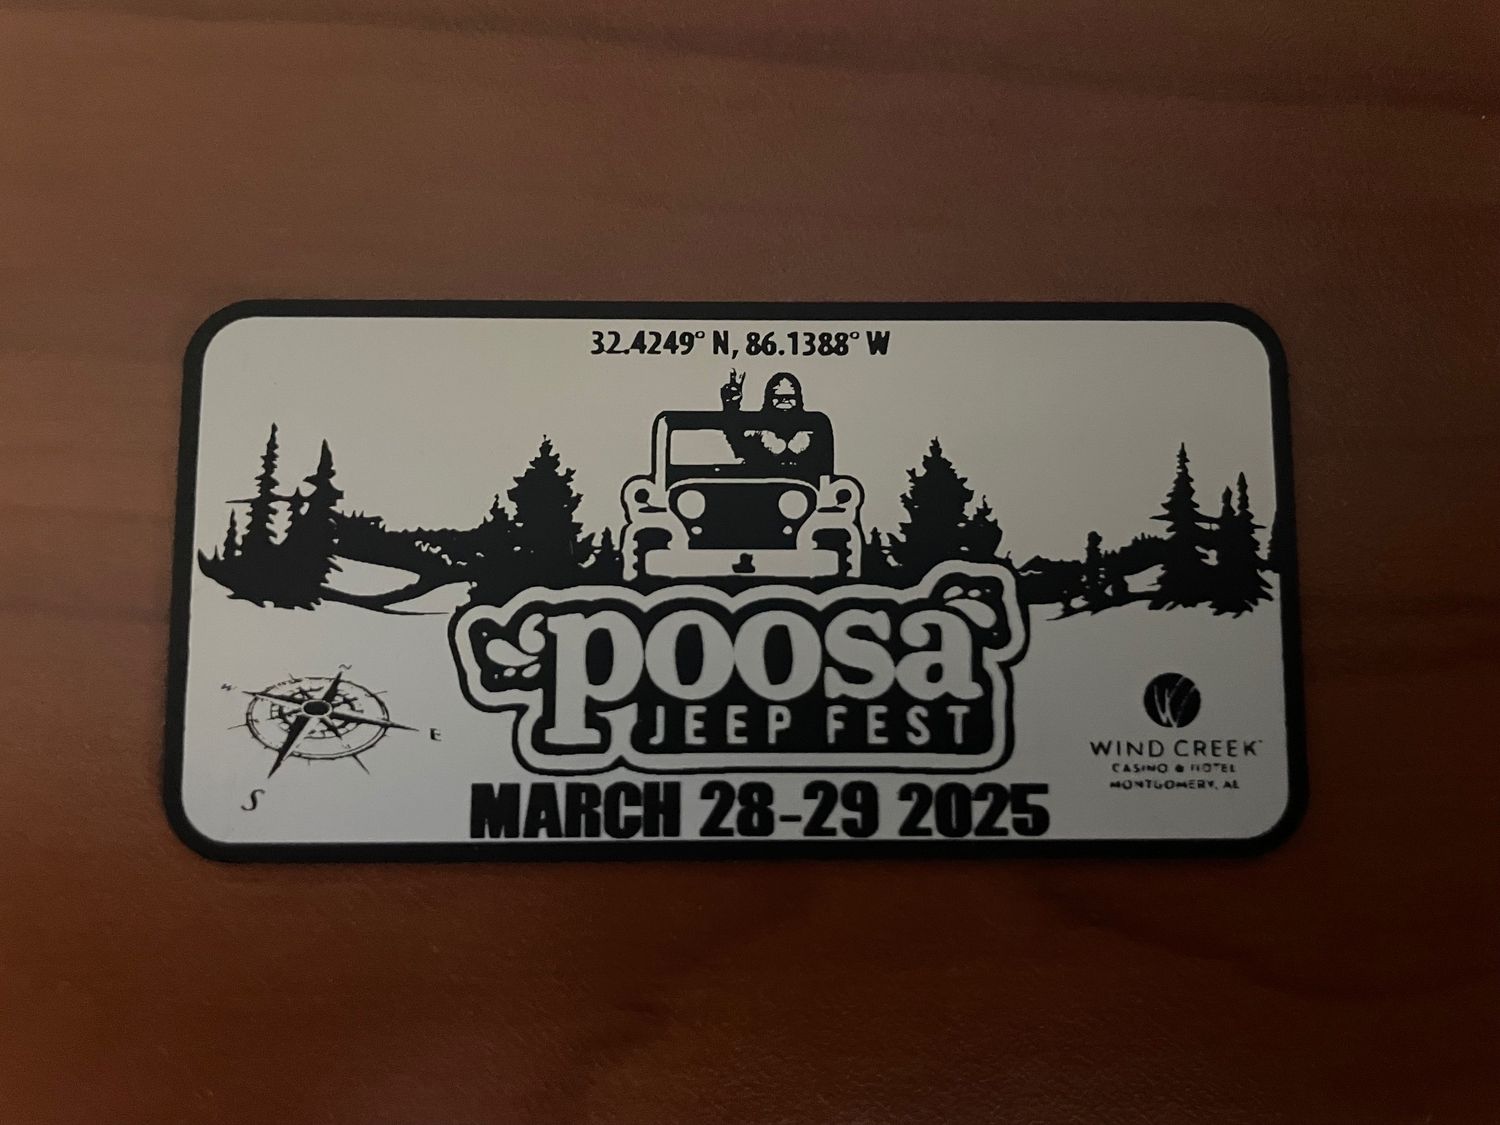 32.4249° N, 86.1388° W
poosa
JEEP FEST
N
W
E
S
WIND CREEK
CASINO & HOTEL
MONTGOMERY, AL
MARCH 28-29 2025